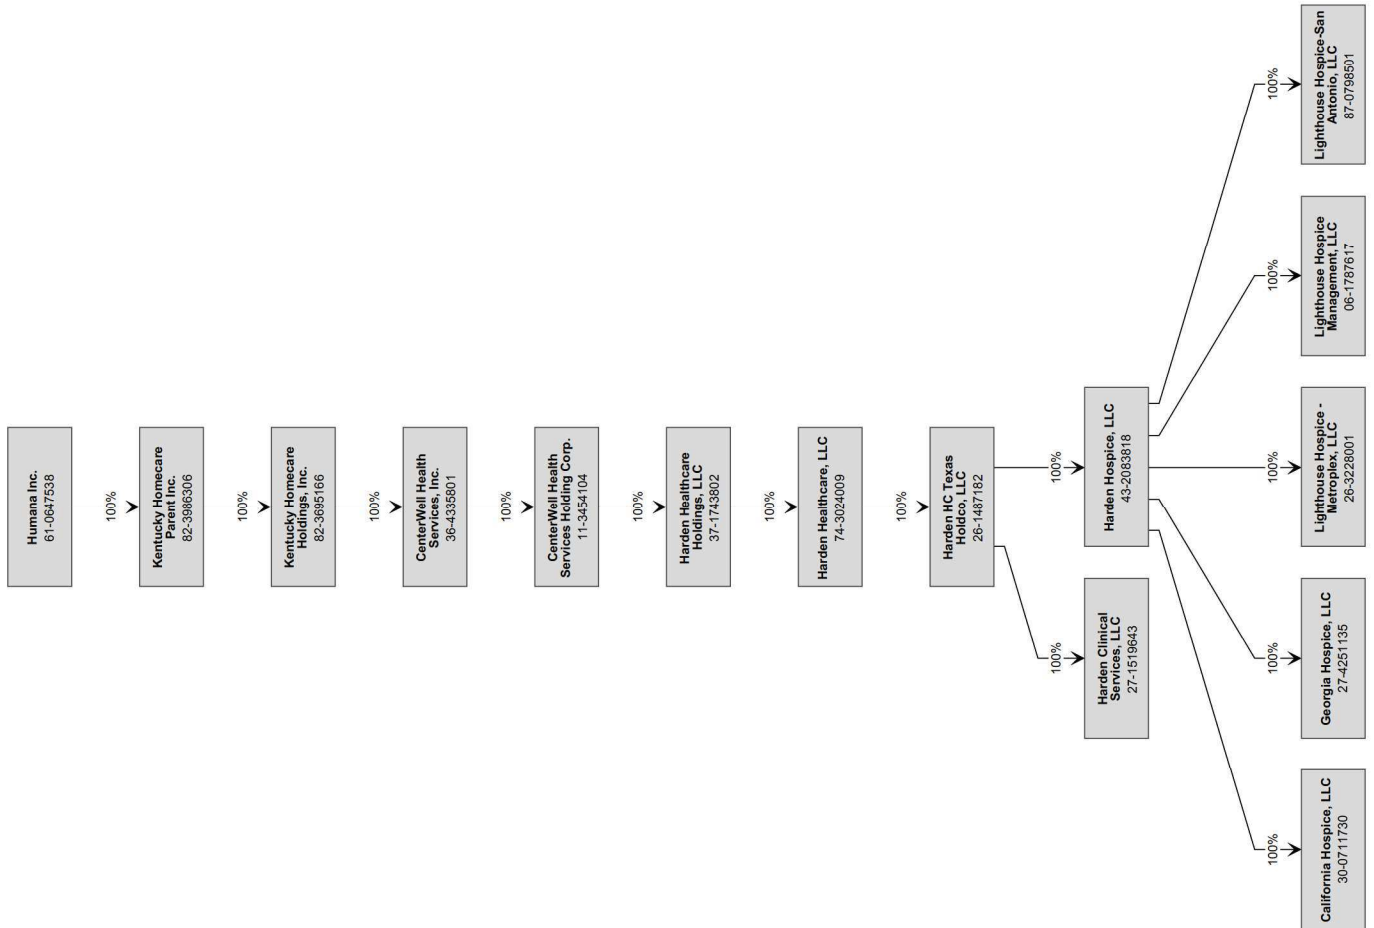 Humana Inc.
61-0647538
100%
Kentucky Homecare
Parent Inc.
82-3986306
100%
Kentucky Homecare
Holdings, Inc.
82-3695166
100%
CenterWell Health
Services, Inc.
36-4335801
100%
CenterWell Health
Services Holding Corp.
11-3454104
100%
Harden Healthcare
Holdings, LLC
37-1743802
100%
Harden Healthcare, LLC
74-3024009
100%
Harden HC Texas
Holdco, LLC
26-1487182
100%
Harden Clinical
Services, LLC
27-1519643
100%
Harden Hospice, LLC
43-2083818
100%
California Hospice, LLC
30-0711730
100%
Georgia Hospice, LLC
27-4251135
100%
Lighthouse Hospice -
Metroplex, LLC
26-3228001
100%
Lighthouse Hospice
Management, LLC
06-1787617
100%
Lighthouse Hospice-San
Antonio, LLC
87-0798501